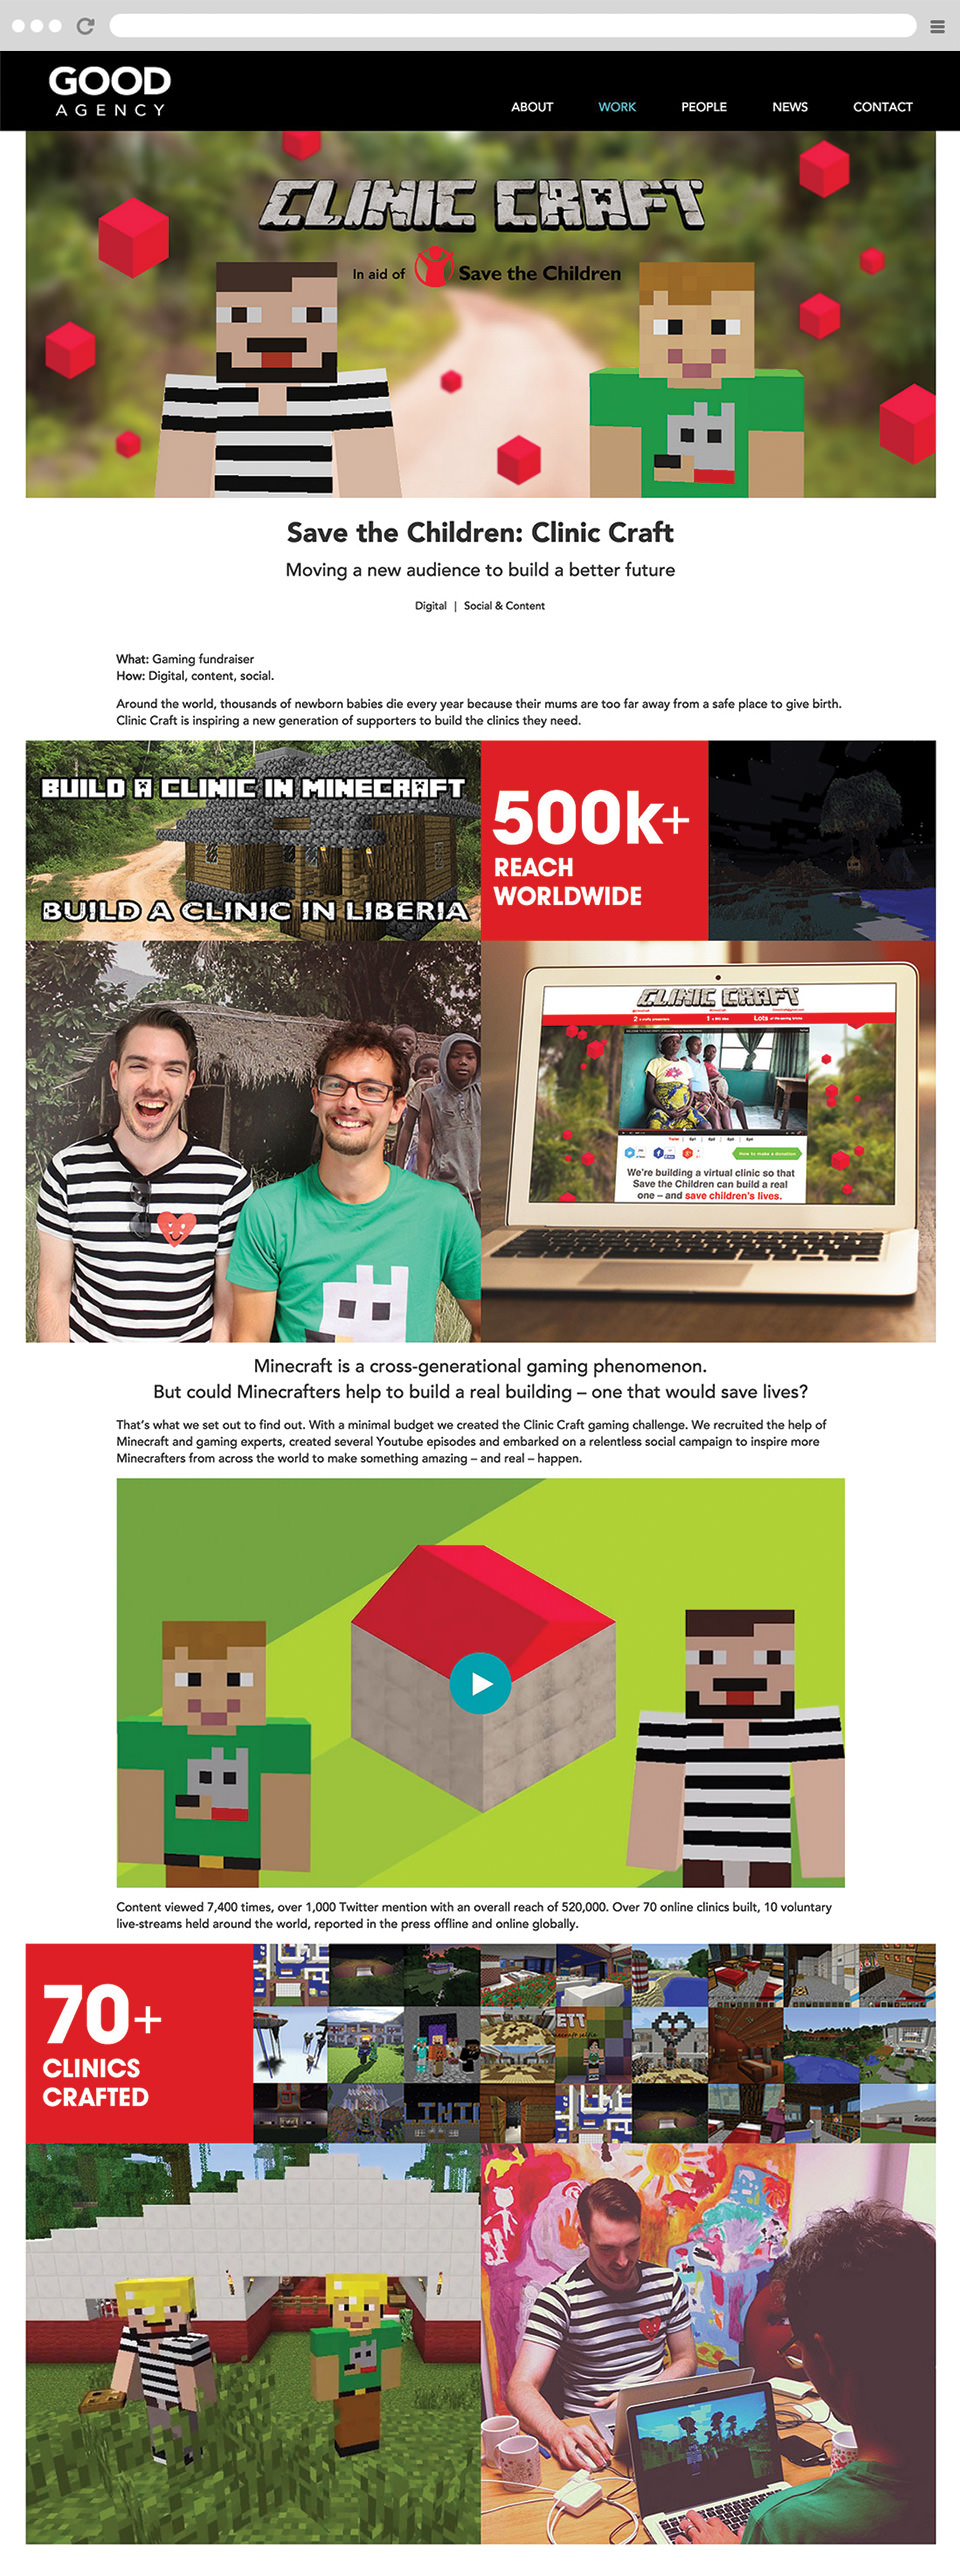 GOOD
AGENCY
ABOUT
WORK
PEOPLE
NEWS
CONTACT
CLINIC CRAFT
In aid of Save the Children
Save the Children: Clinic Craft
Moving a new audience to build a better future
Digital | Social & Content
What: Gaming fundraiser
How: Digital, content, social.
Around the world, thousands of newborn babies die every year because their mums are too far away from a safe place to give birth.
Clinic Craft is inspiring a new generation of supporters to build the clinics they need.
BUILD A CLINIC IN MINECRAFT
BUILD A CLINIC IN LIBERIA
500k+
REACH
WORLDWIDE
CLINIC CRAFT
How to make a donation
We're building a virtual clinic so that
Save the Children can build a real
one – and save children's lives.
Minecraft is a cross-generational gaming phenomenon.
But could Minecrafters help to build a real building – one that would save lives?
That's what we set out to find out. With a minimal budget we created the Clinic Craft gaming challenge. We recruited the help of
Minecraft and gaming experts, created several Youtube episodes and embarked on a relentless social campaign to inspire more
Minecrafters from across the world to make something amazing – and real – happen.
Content viewed 7,400 times, over 1,000 Twitter mention with an overall reach of 520,000. Over 70 online clinics built, 10 voluntary
live-streams held around the world, reported in the press offline and online globally.
70+
CLINICS
CRAFTED
ETT